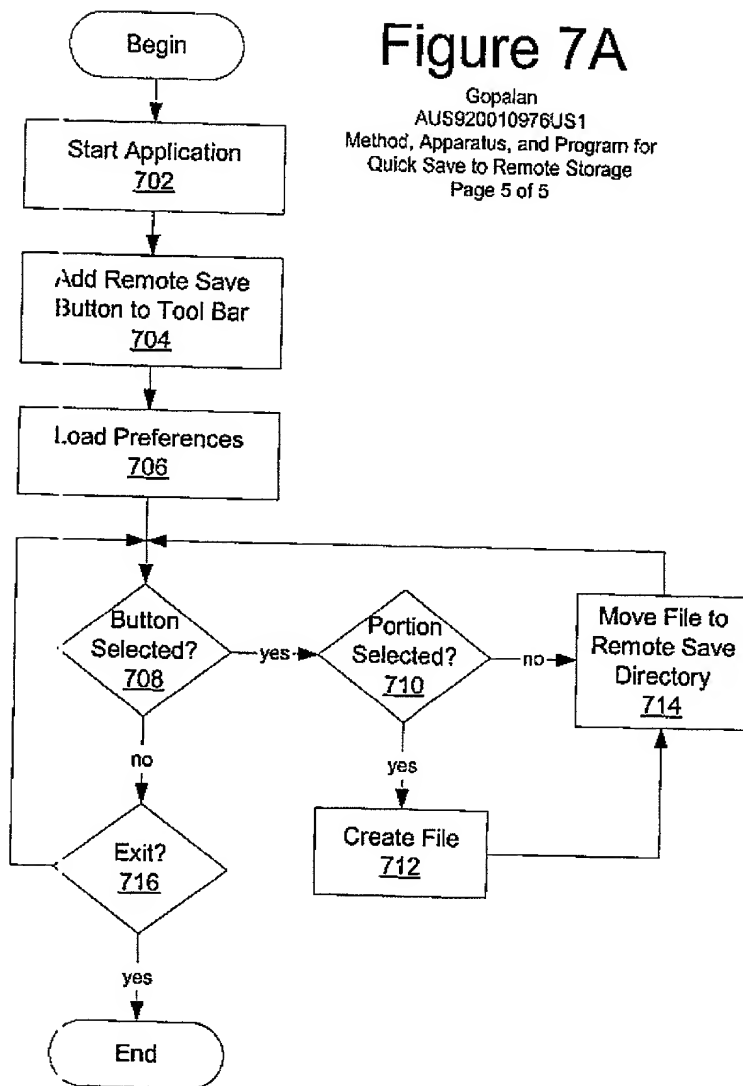 Figure 7A
Gopalan
AUS920010976US1
Method, Apparatus, and Program for
Quick Save to Remote Storage
Page 5 of 5
Begin
Start Application
702
Add Remote Save
Button to Tool Bar
704
Load Preferences
706
Button
Selected?
708
yes
Portion
Selected?
710
no
Move File to
Remote Save
Directory
714
no
yes
Create File
712
Exit?
716
yes
End